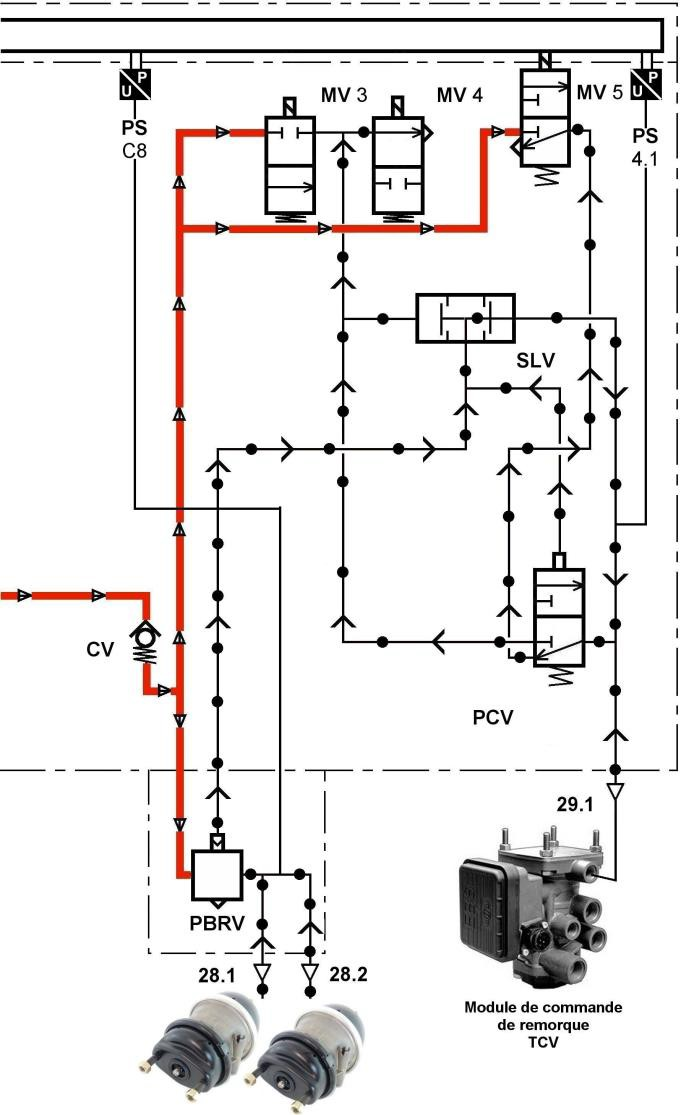 MV 3
MV 4
MV 5
U P
U P
PS
C8
PS
4.1
SLV
CV
PCV
29.1
PBRV
28.1
28.2
Module de commande
de remorque
TCV